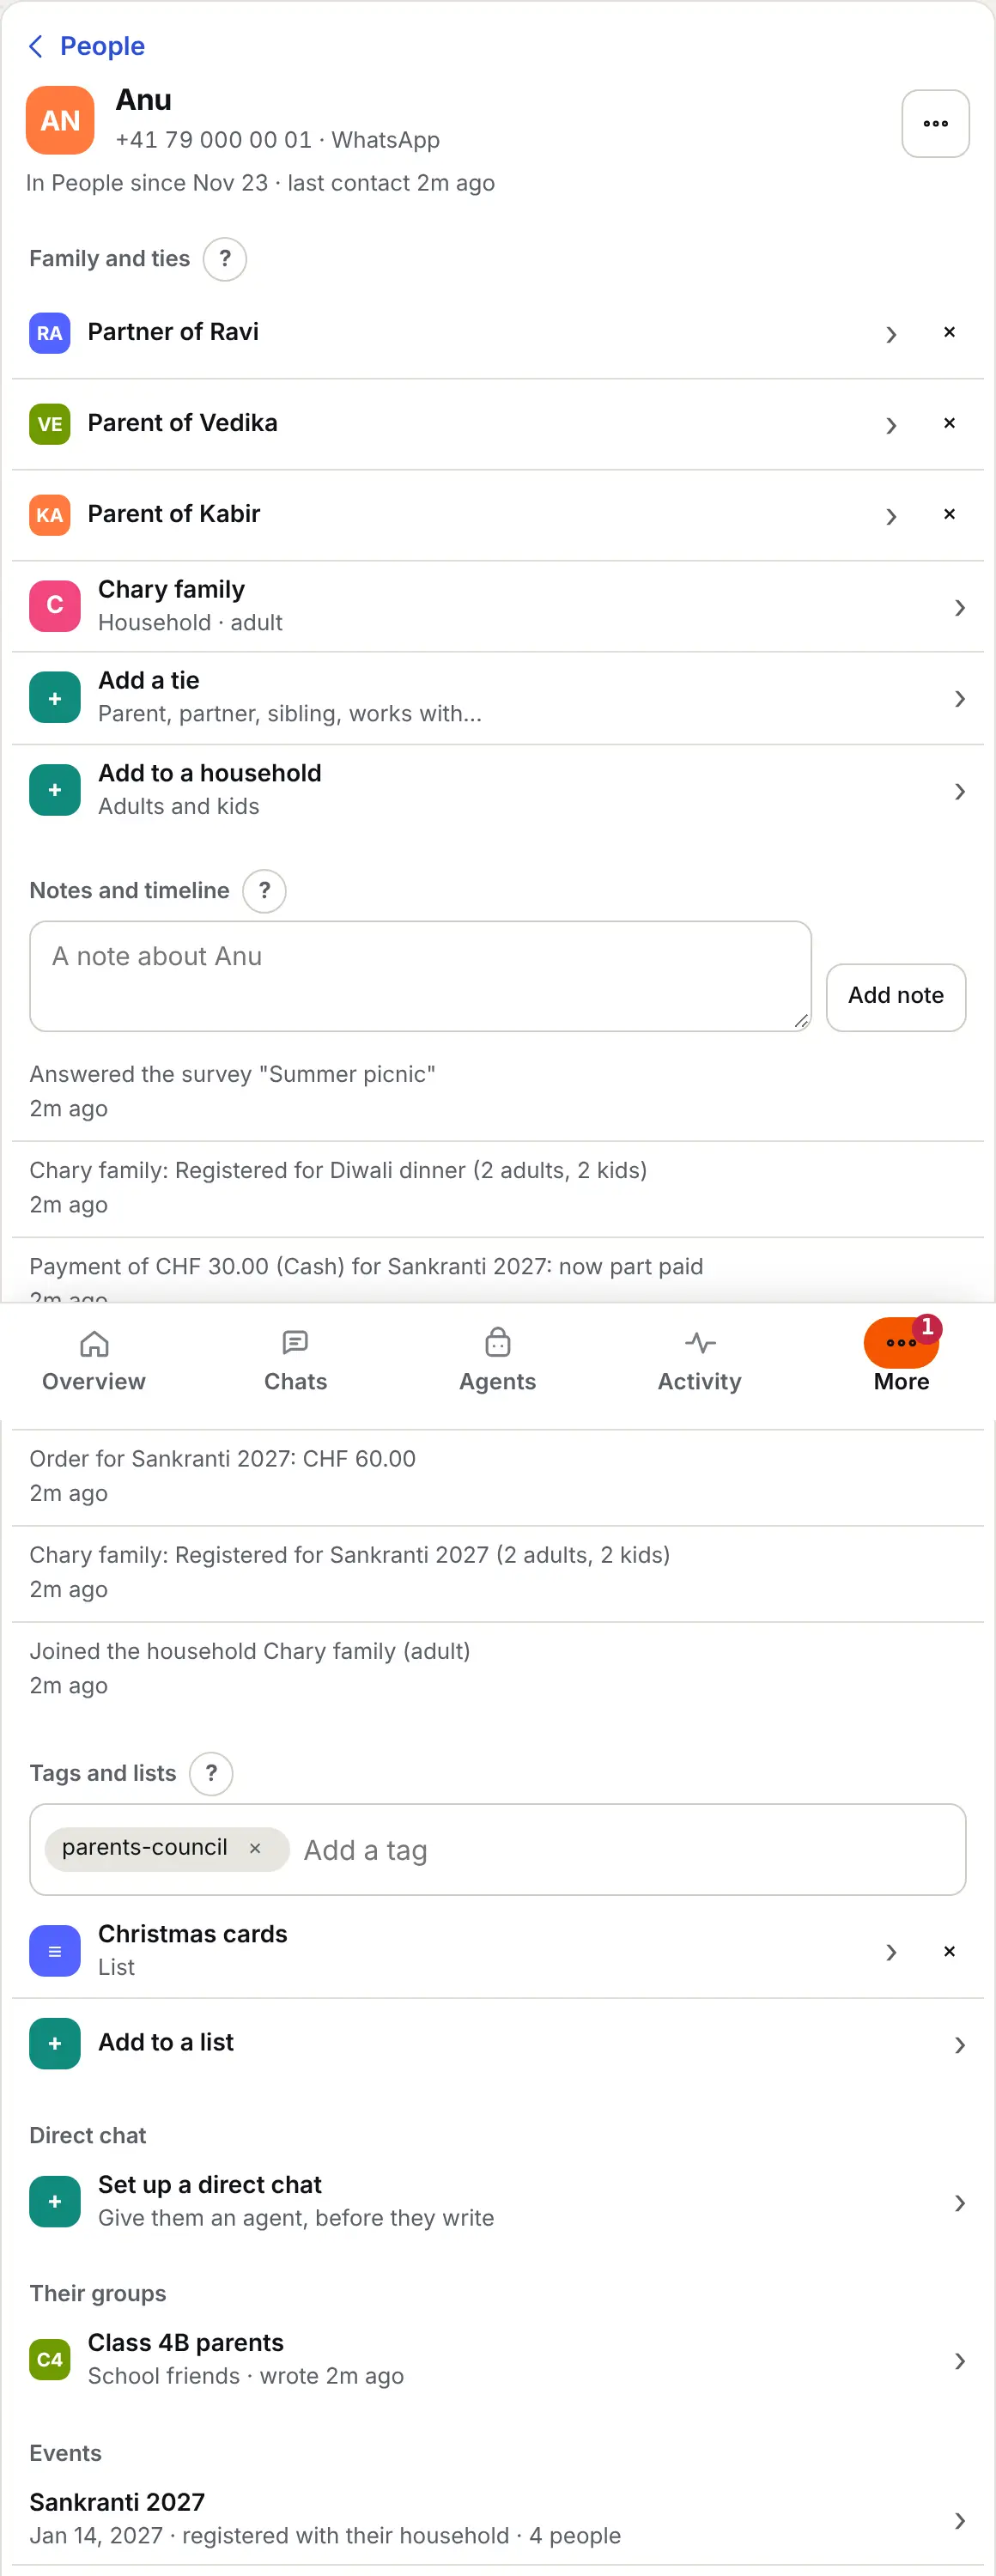 People
AN
Anu
+41 79 000 00 01 · WhatsApp
In People since Nov 23 · last contact 2m ago
Family and ties ?
RA Partner of Ravi
VE Parent of Vedika
KA Parent of Kabir
C Chary family
Household · adult
+ Add a tie
Parent, partner, sibling, works with...
+ Add to a household
Adults and kids
Notes and timeline ?
A note about Anu
Add note
Answered the survey "Summer picnic"
2m ago
Chary family: Registered for Diwali dinner (2 adults, 2 kids)
2m ago
Payment of CHF 30.00 (Cash) for Sankranti 2027: now part paid
2m ago
Overview
Chats
Agents
Activity
1
More
Order for Sankranti 2027: CHF 60.00
2m ago
Chary family: Registered for Sankranti 2027 (2 adults, 2 kids)
2m ago
Joined the household Chary family (adult)
2m ago
Tags and lists ?
parents-council × Add a tag
Christmas cards
List
+ Add to a list
Direct chat
+ Set up a direct chat
Give them an agent, before they write
Their groups
C4 Class 4B parents
School friends · wrote 2m ago
Events
Sankranti 2027
Jan 14, 2027 · registered with their household · 4 people